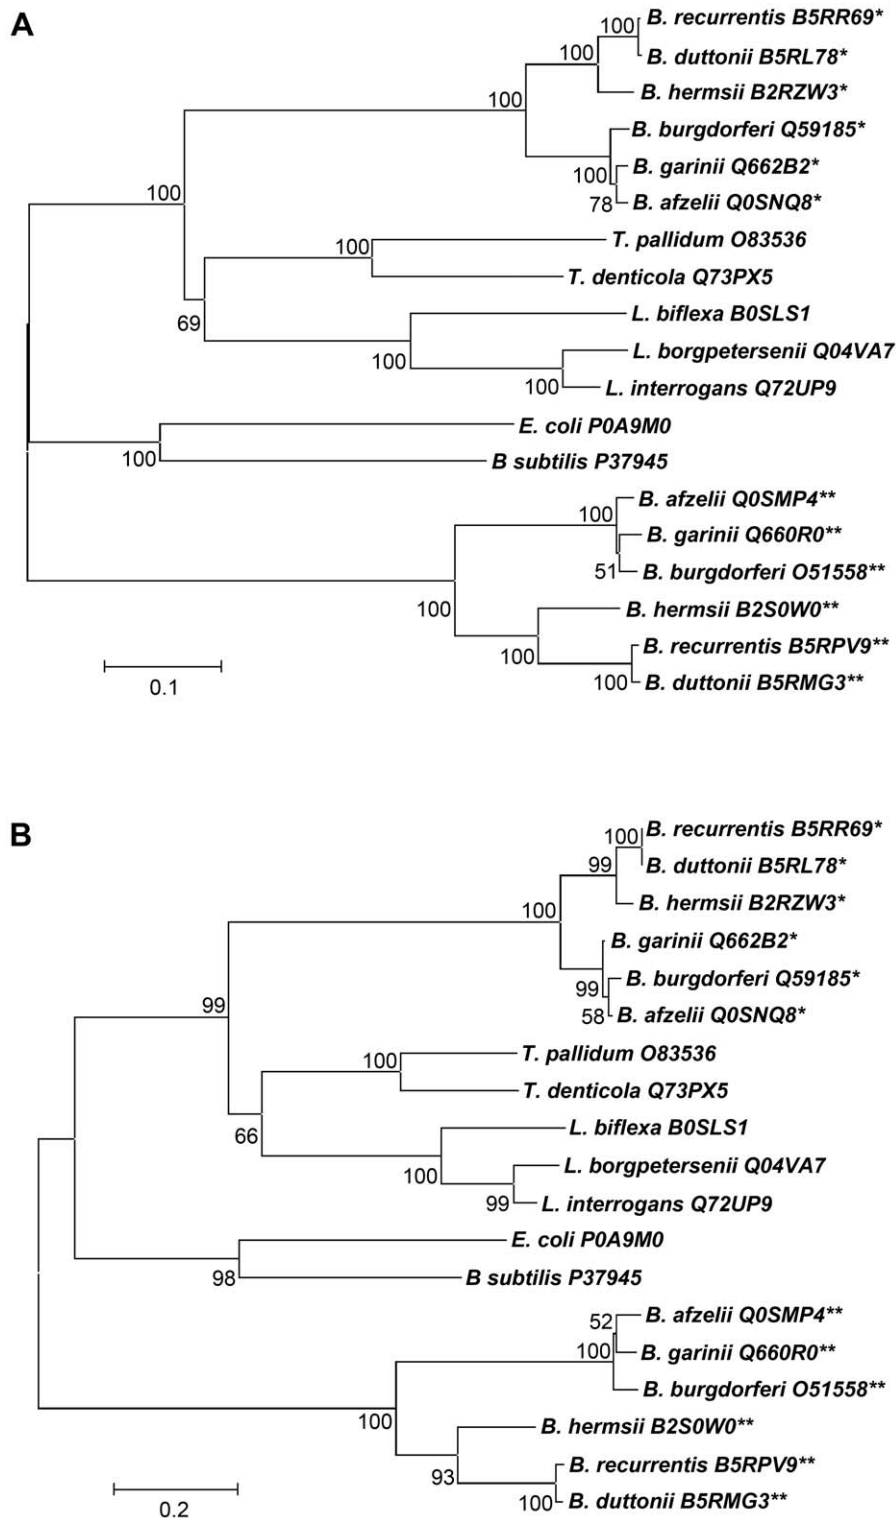 A
100 B. recurrentis B5RR69*
100 B. duttonii B5RL78*
100 B. hermsii B2RZW3*
B. burgdorferi Q59185*
100 B. garinii Q662B2*
100 78 B. afzelii Q0SNQ8*
100 T. pallidum O83536
T. denticola Q73PX5
69 L. biflexa B0SLS1
100 L. borgpetersenii Q04VA7
100 L. interrogans Q72UP9
E. coli P0A9M0
100 B subtilis P37945
B. afzelii Q0SMP4**
100 B. garinii Q660R0**
51 B. burgdorferi O51558**
100 B. hermsii B2S0W0**
100 B. recurrentis B5RPV9**
100 B. duttonii B5RMG3**
0.1
B
100 B. recurrentis B5RR69*
99 B. duttonii B5RL78*
100 B. hermsii B2RZW3*
B. garinii Q662B2*
99 B. burgdorferi Q59185*
99 58 B. afzelii Q0SNQ8*
100 T. pallidum O83536
T. denticola Q73PX5
66 L. biflexa B0SLS1
100 L. borgpetersenii Q04VA7
99 L. interrogans Q72UP9
E. coli P0A9M0
98 B subtilis P37945
52 B. afzelii Q0SMP4**
100 B. garinii Q660R0**
B. burgdorferi O51558**
100 B. hermsii B2S0W0**
93 B. recurrentis B5RPV9**
100 B. duttonii B5RMG3**
0.2